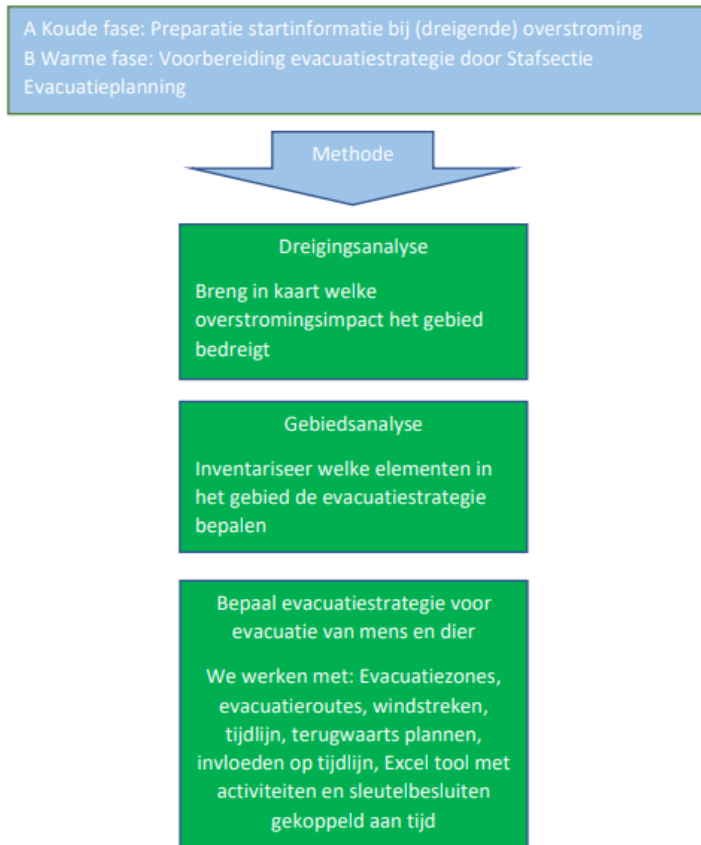 A Koude fase: Preparatie startinformatie bij (dreigende) overstroming
B Warme fase: Voorbereiding evacuatiestrategie door Stafsectie
Evacuatieplanning
Methode
Dreigingsanalyse
Breng in kaart welke
overstromingsimpact het gebied
bedreigt
Gebiedsanalyse
Inventariseer welke elementen in
het gebied de evacuatiestrategie
bepalen
Bepaal evacuatiestrategie voor
evacuatie van mens en dier
We werken met: Evacuatiezones,
evacuatieroutes, windstreken,
tijdlijn, terugwaarts plannen,
invloeden op tijdlijn, Excel tool met
activiteiten en sleutelbesluiten
gekoppeld aan tijd